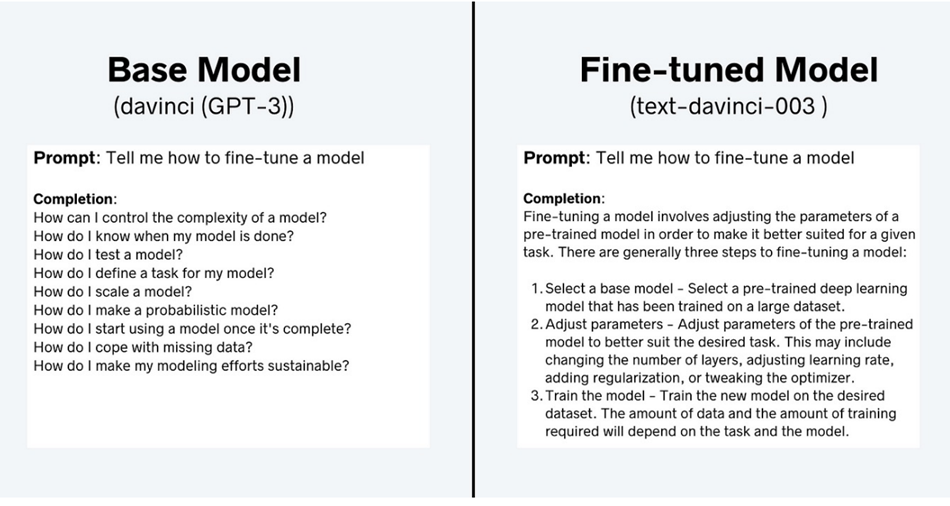 Base Model
(davinci (GPT-3))
Prompt: Tell me how to fine-tune a model
Completion:
How can I control the complexity of a model?
How do I know when my model is done?
How do I test a model?
How do I define a task for my model?
How do I scale a model?
How do I make a probabilistic model?
How do I start using a model once it's complete?
How do I cope with missing data?
How do I make my modeling efforts sustainable?
Fine-tuned Model
(text-davinci-003 )
Prompt: Tell me how to fine-tune a model
Completion:
Fine-tuning a model involves adjusting the parameters of a
pre-trained model in order to make it better suited for a given
task. There are generally three steps to fine-tuning a model:
1. Select a base model - Select a pre-trained deep learning
model that has been trained on a large dataset.
2. Adjust parameters - Adjust parameters of the pre-trained
model to better suit the desired task. This may include
changing the number of layers, adjusting learning rate,
adding regularization, or tweaking the optimizer.
3. Train the model - Train the new model on the desired
dataset. The amount of data and the amount of training
required will depend on the task and the model.